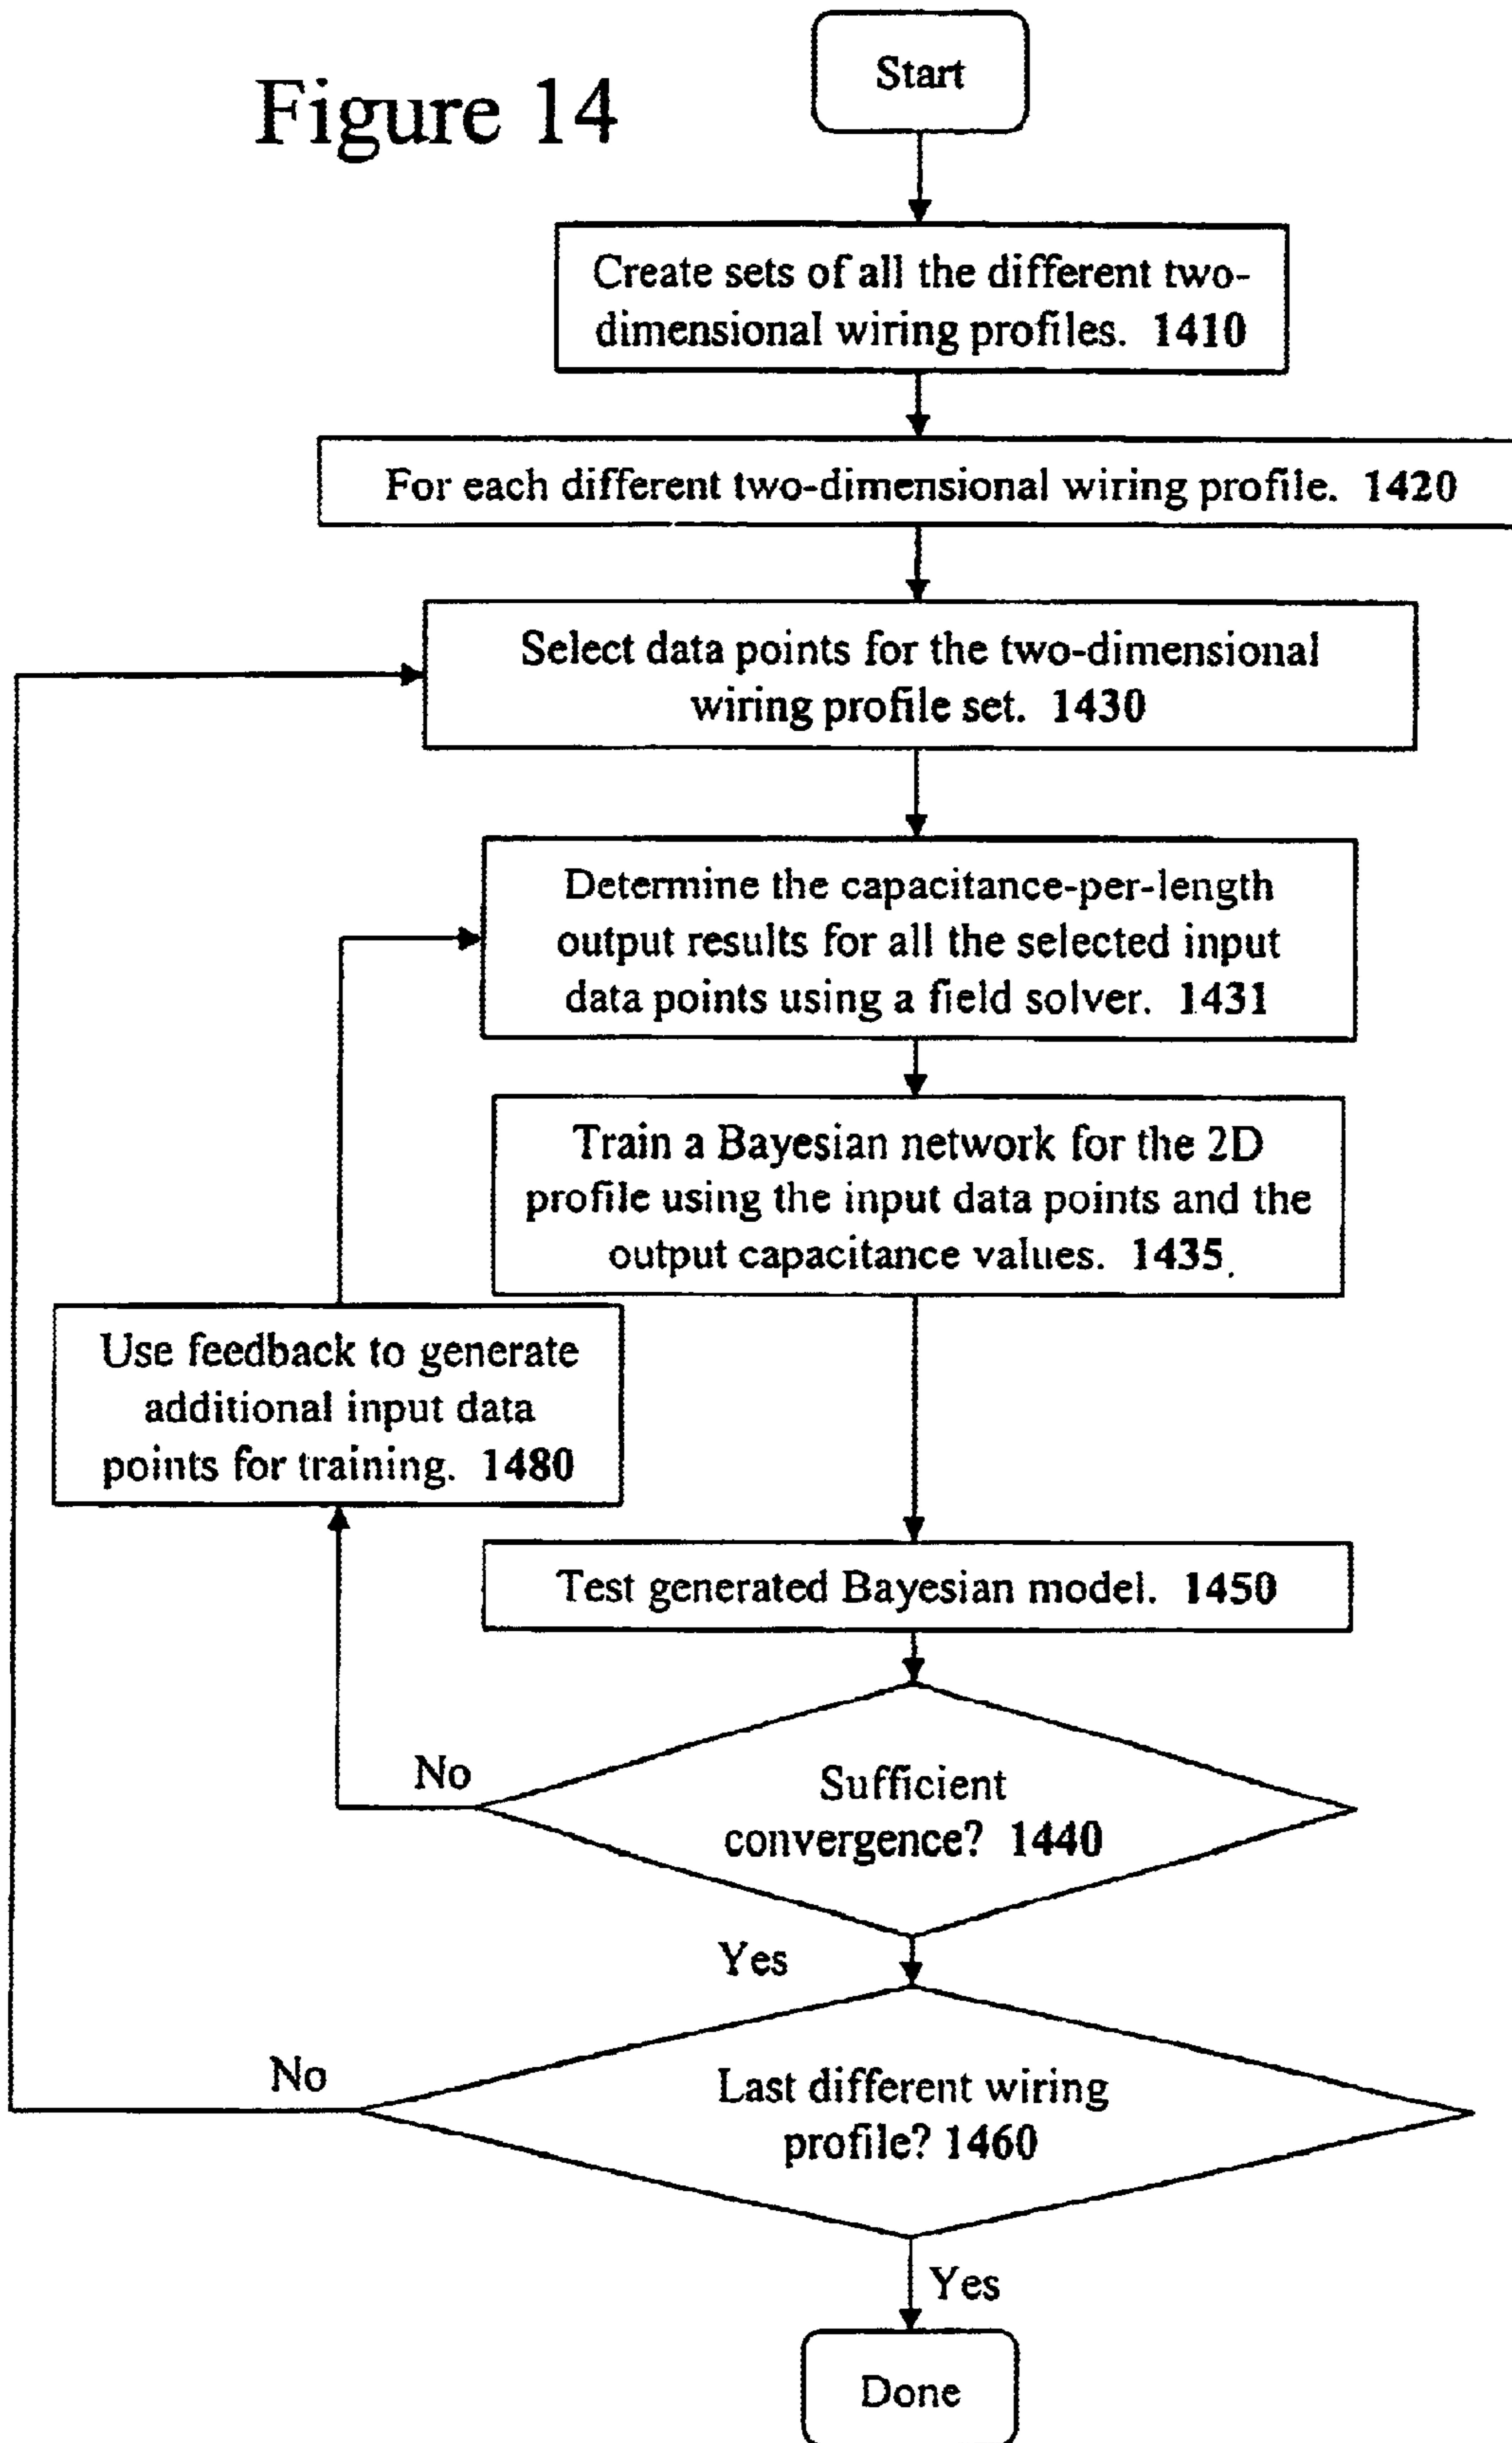 Figure 14
Start
Create sets of all the different two-
dimensional wiring profiles. 1410
For each different two-dimensional wiring profile. 1420
Select data points for the two-dimensional
wiring profile set. 1430
Determine the capacitance-per-length
output results for all the selected input
data points using a field solver. 1431
Train a Bayesian network for the 2D
profile using the input data points and the
output capacitance values. 1435
Use feedback to generate
additional input data
points for training. 1480
Test generated Bayesian model. 1450
No
Sufficient
convergence? 1440
Yes
No
Last different wiring
profile? 1460
Yes
Done